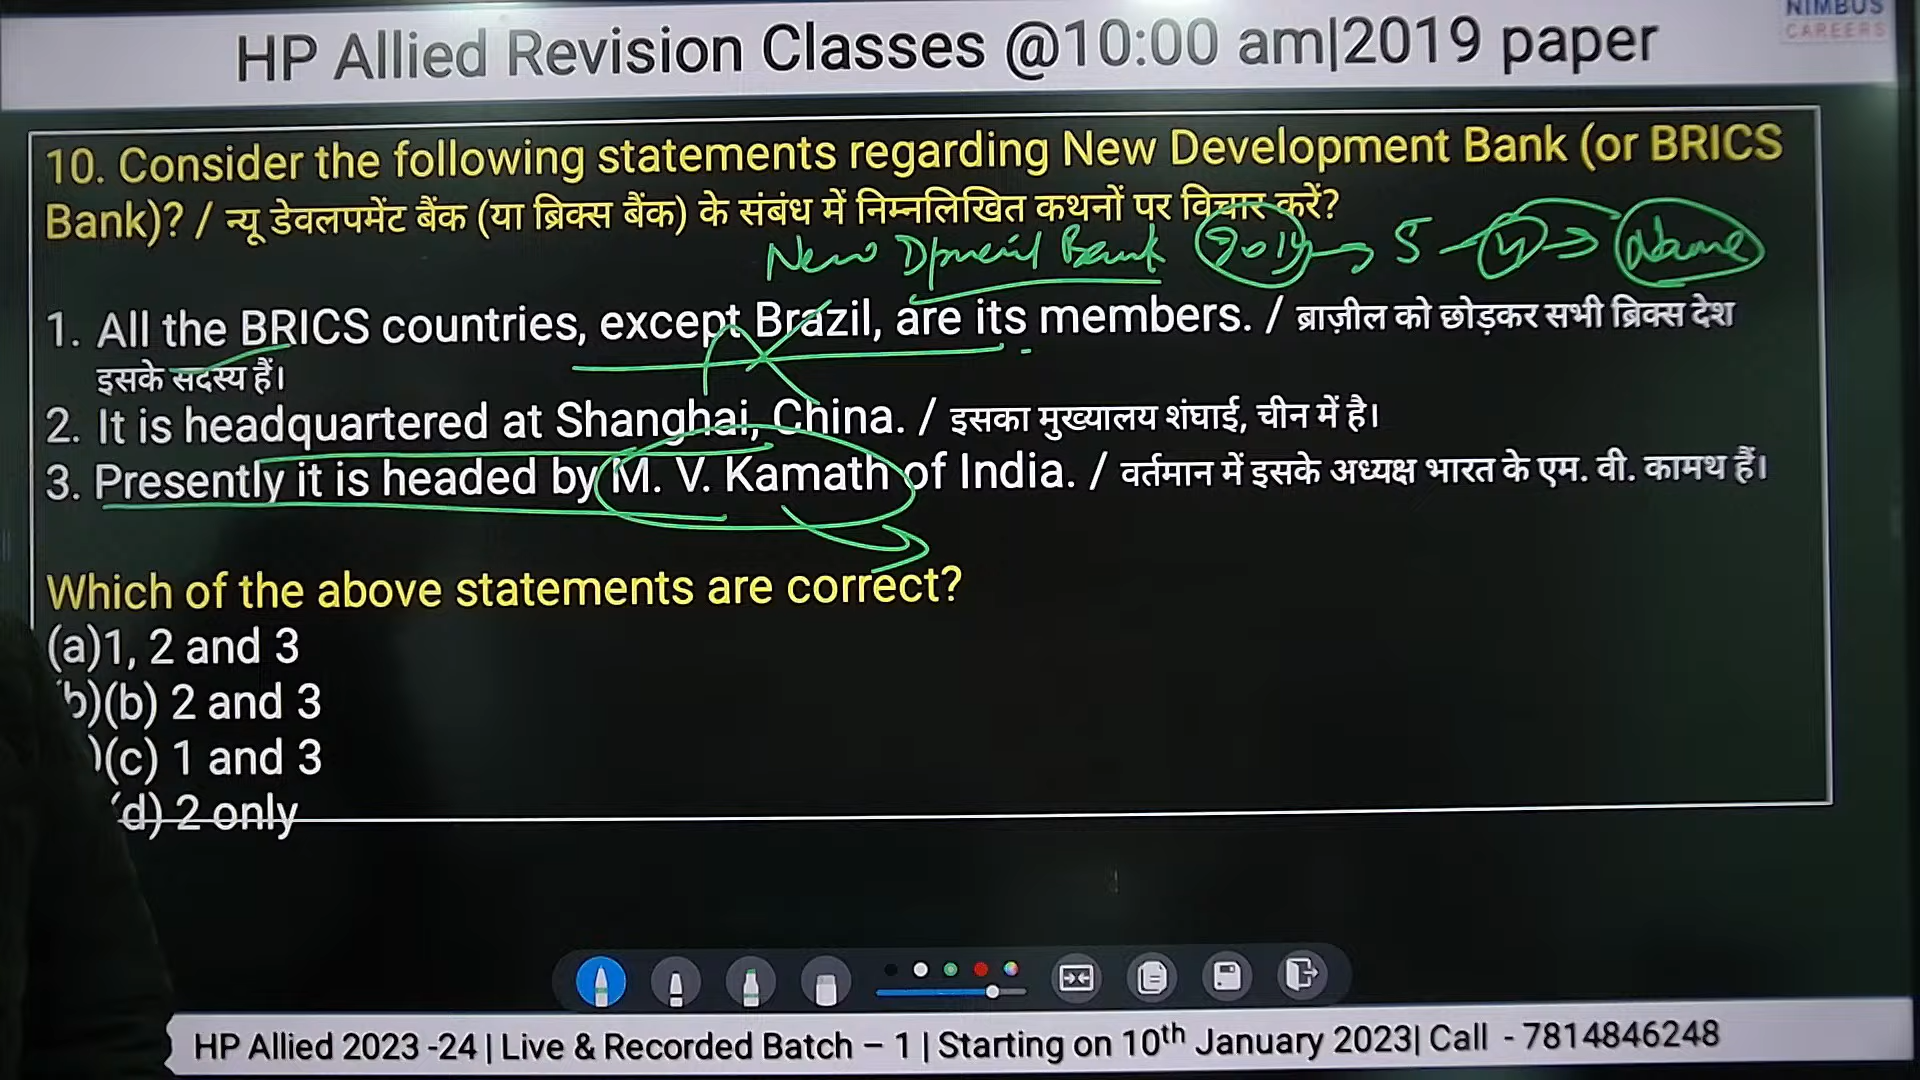 NIMBUS
CAREERS
HP Allied Revision Classes @10:00 am|2019 paper
10. Consider the following statements regarding New Development Bank (or BRICS
Bank)? / न्यू डेवलपमेंट बैंक (या ब्रिक्स बैंक) के संबंध में निम्नलिखित कथनों पर विचार करें?
New Bank 2014 5
1. All the BRICS countries, except Brazil, are its members. / ब्राज़ील को छोड़कर सभी ब्रिक्स देश
इसके सदस्य हैं।
2. It is headquartered at Shanghai, China. / इसका मुख्यालय शंघाई, चीन में है।
3. Presently it is headed by M. V. Kamath of India. / वर्तमान में इसके अध्यक्ष भारत के एम. वी. कामथ हैं।
Which of the above statements are correct?
(a)1, 2 and 3
b)(b) 2 and 3
)(c) 1 and 3
(d) 2 only
HP Allied 2023 -24 | Live & Recorded Batch – 1 | Starting on 10th January 2023| Call - 7814846248